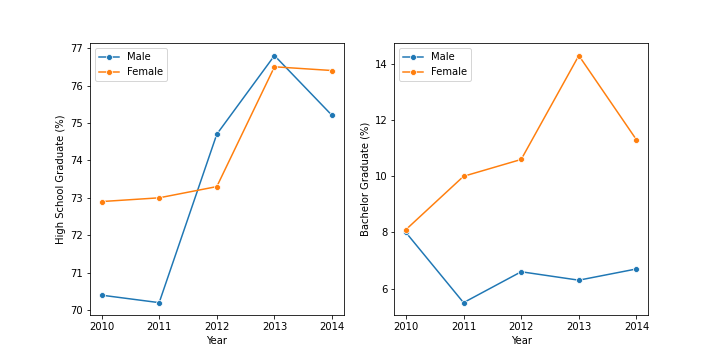 Male
Female
77
76
75
74
73
72
71
70
High School Graduate (%)
2010 2011 2012 2013 2014
Year
Male
Female
14
12
10
8
6
Bachelor Graduate (%)
2010 2011 2012 2013 2014
Year